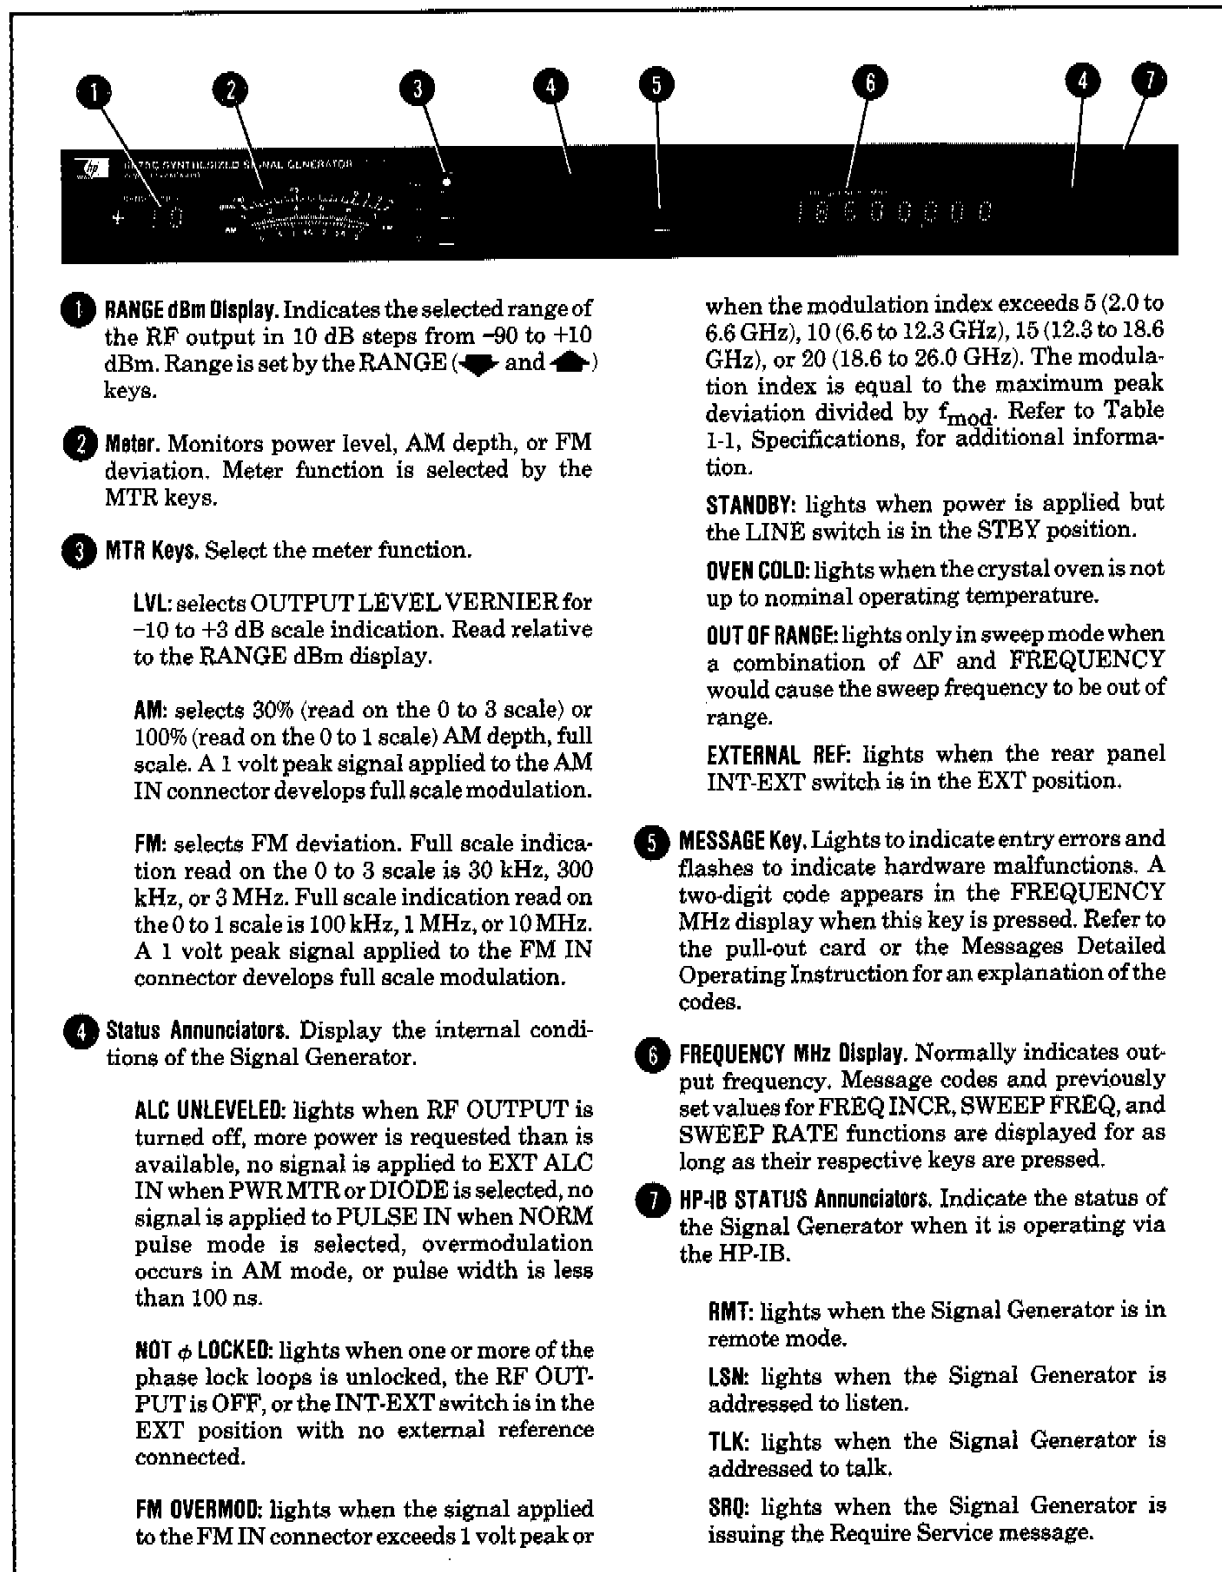 1 2 3 4 5 6 4 7
hp SYNTHESIZED SIGNAL GENERATOR
+ 10
AM
18600.000
1 RANGE dBm Display. Indicates the selected range of
the RF output in 10 dB steps from –90 to +10
dBm. Range is set by the RANGE (🡇 and 🡅)
keys.
2 Meter. Monitors power level, AM depth, or FM
deviation. Meter function is selected by the
MTR keys.
3 MTR Keys. Select the meter function.
LVL: selects OUTPUT LEVEL VERNIER for
–10 to +3 dB scale indication. Read relative
to the RANGE dBm display.
AM: selects 30% (read on the 0 to 3 scale) or
100% (read on the 0 to 1 scale) AM depth, full
scale. A 1 volt peak signal applied to the AM
IN connector develops full scale modulation.
FM: selects FM deviation. Full scale indica-
tion read on the 0 to 3 scale is 30 kHz, 300
kHz, or 3 MHz. Full scale indication read on
the 0 to 1 scale is 100 kHz, 1 MHz, or 10 MHz.
A 1 volt peak signal applied to the FM IN
connector develops full scale modulation.
4 Status Annunciators. Display the internal condi-
tions of the Signal Generator.
ALC UNLEVELED: lights when RF OUTPUT is
turned off, more power is requested than is
available, no signal is applied to EXT ALC
IN when PWR MTR or DIODE is selected, no
signal is applied to PULSE IN when NORM
pulse mode is selected, overmodulation
occurs in AM mode, or pulse width is less
than 100 ns.
NOT φ LOCKED: lights when one or more of the
phase lock loops is unlocked, the RF OUT-
PUT is OFF, or the INT-EXT switch is in the
EXT position with no external reference
connected.
FM OVERMOD: lights when the signal applied
to the FM IN connector exceeds 1 volt peak or
when the modulation index exceeds 5 (2.0 to
6.6 GHz), 10 (6.6 to 12.3 GHz), 15 (12.3 to 18.6
GHz), or 20 (18.6 to 26.0 GHz). The modula-
tion index is equal to the maximum peak
deviation divided by fmod. Refer to Table
1-1, Specifications, for additional informa-
tion.
STANDBY: lights when power is applied but
the LINE switch is in the STBY position.
OVEN COLD: lights when the crystal oven is not
up to nominal operating temperature.
OUT OF RANGE: lights only in sweep mode when
a combination of ΔF and FREQUENCY
would cause the sweep frequency to be out of
range.
EXTERNAL REF: lights when the rear panel
INT-EXT switch is in the EXT position.
5 MESSAGE Key. Lights to indicate entry errors and
flashes to indicate hardware malfunctions. A
two-digit code appears in the FREQUENCY
MHz display when this key is pressed. Refer to
the pull-out card or the Messages Detailed
Operating Instruction for an explanation of the
codes.
6 FREQUENCY MHz Display. Normally indicates out-
put frequency. Message codes and previously
set values for FREQ INCR, SWEEP FREQ, and
SWEEP RATE functions are displayed for as
long as their respective keys are pressed.
7 HP-IB STATUS Annunciators. Indicate the status of
the Signal Generator when it is operating via
the HP-IB.
RMT: lights when the Signal Generator is in
remote mode.
LSN: lights when the Signal Generator is
addressed to listen.
TLK: lights when the Signal Generator is
addressed to talk.
SRQ: lights when the Signal Generator is
issuing the Require Service message.